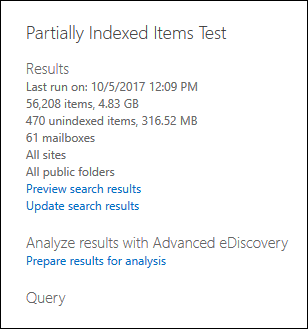 Partially Indexed Items Test
Results
Last run on: 10/5/2017 12:09 PM
56,208 items, 4.83 GB
470 unindexed items, 316.52 MB
61 mailboxes
All sites
All public folders
Preview search results
Update search results
Analyze results with Advanced eDiscovery
Prepare results for analysis
Query